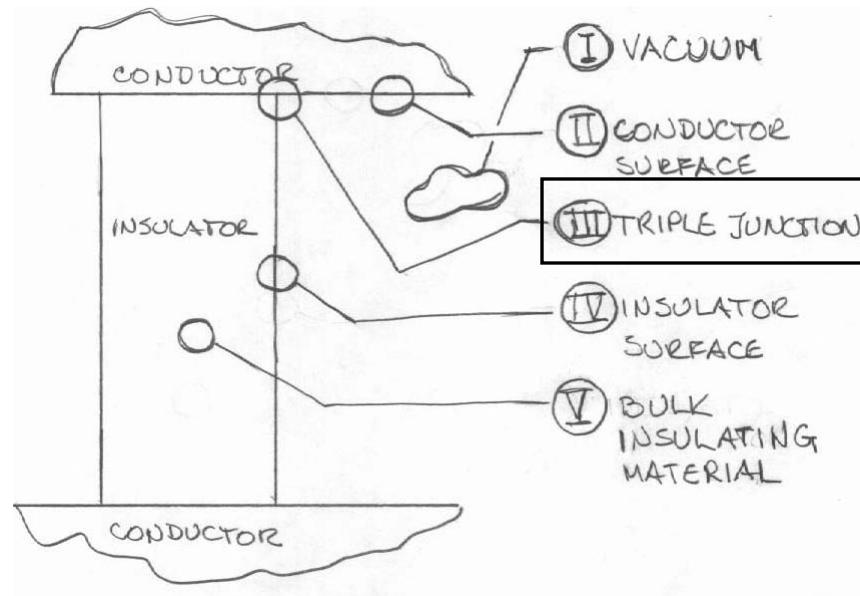 CONDUCTOR
INSULATOR
CONDUCTOR
I VACUUM
II CONDUCTOR
SURFACE
III TRIPLE JUNCTION
IV INSULATOR
SURFACE
V BULK
INSULATING
MATERIAL